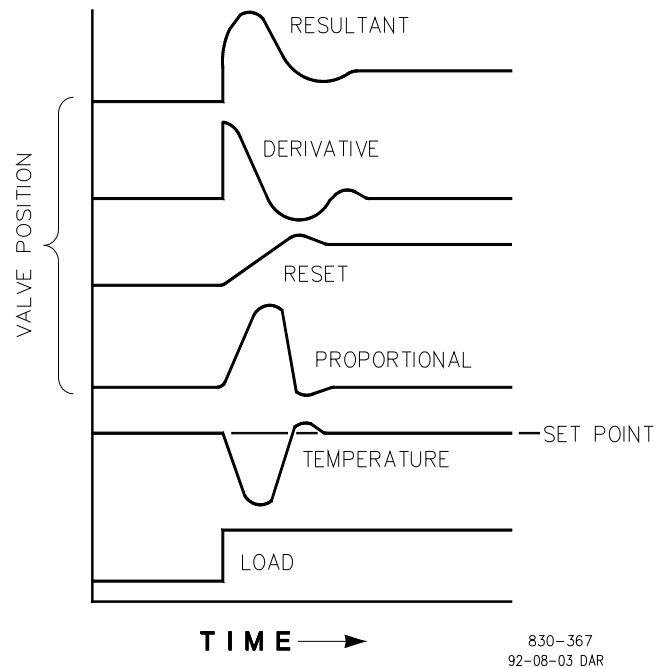 RESULTANT
DERIVATIVE
VALVE POSITION
RESET
PROPORTIONAL
SET POINT
TEMPERATURE
LOAD
TIME
830-367
92-08-03 DAR